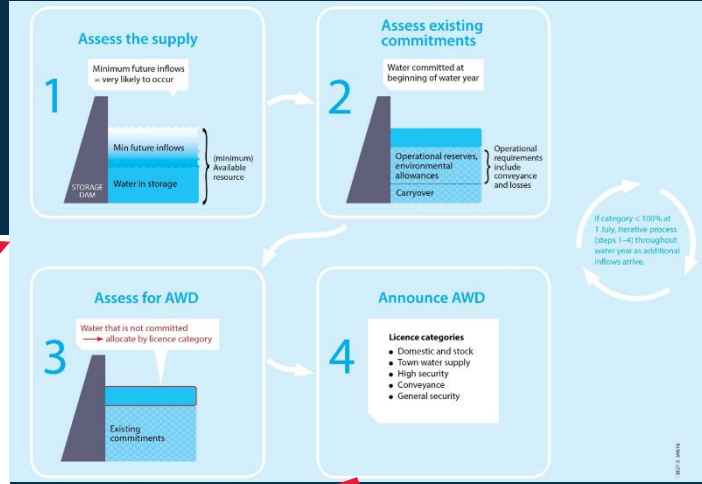 Assess the supply
1
Minimum future inflows
= very likely to occur
Min future inflows
Water in storage
STORAGE
DAM
(minimum)
Available
resource
Assess existing
commitments
2
Water committed at
beginning of water year
Operational reserves,
environmental
allowances
Carryover
Operational
requirements
include
conveyance
and losses
If category < 100% at
1 July, iterative process
(steps 1–4) throughout
water year as additional
inflows arrive.
Assess for AWD
3
Water that is not committed
allocate by licence category
Existing
commitments
Announce AWD
4
Licence categories
• Domestic and stock
• Town water supply
• High security
• Conveyance
• General security